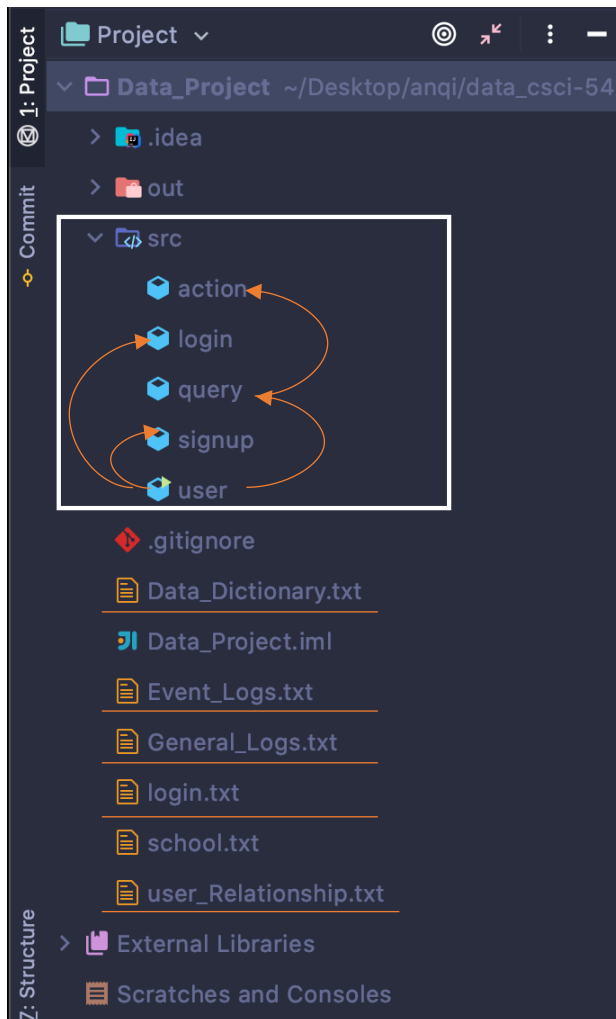 Project
Data_Project ~/Desktop/anqi/data_csci-54
.idea
out
src
action
login
query
signup
user
.gitignore
Data_Dictionary.txt
Data_Project.iml
Event_Logs.txt
General_Logs.txt
login.txt
school.txt
user_Relationship.txt
External Libraries
Scratches and Consoles
1: Project
Commit
Z: Structure